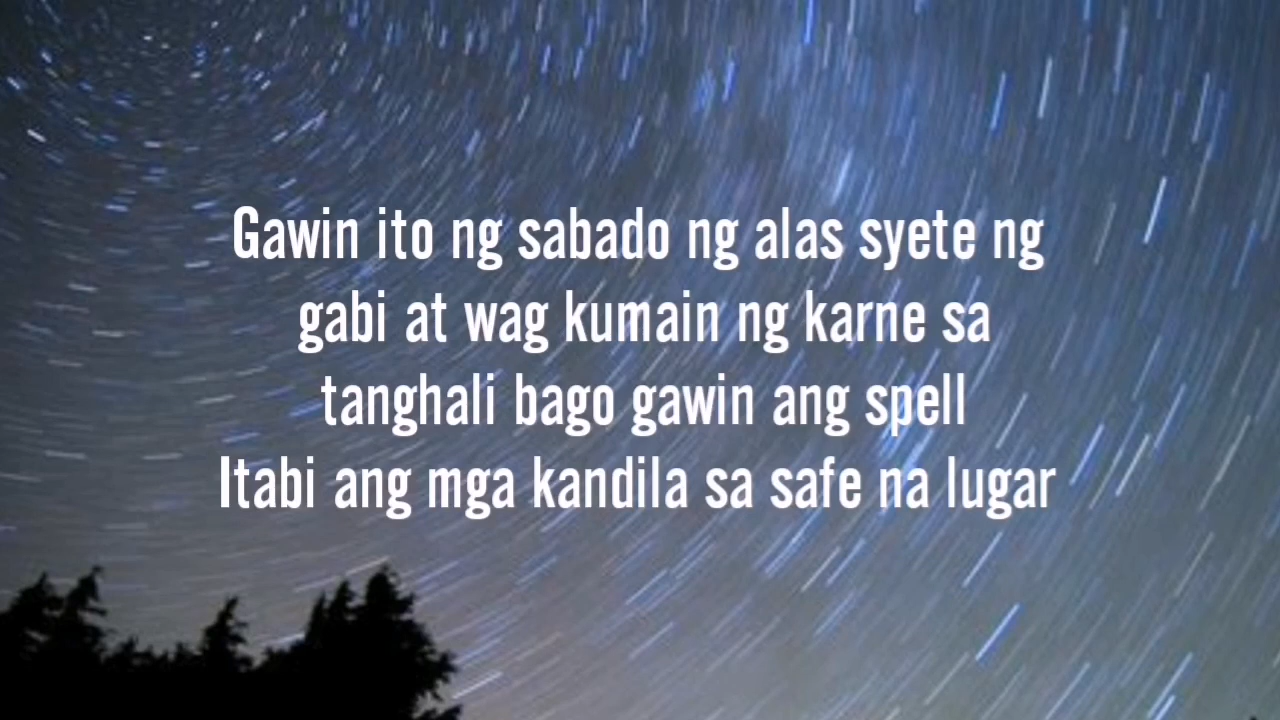 Gawin ito ng sabado ng alas syete ng
gabi at wag kumain ng karne sa
tanghali bago gawin ang spell
Itabi ang mga kandila sa safe na lugar